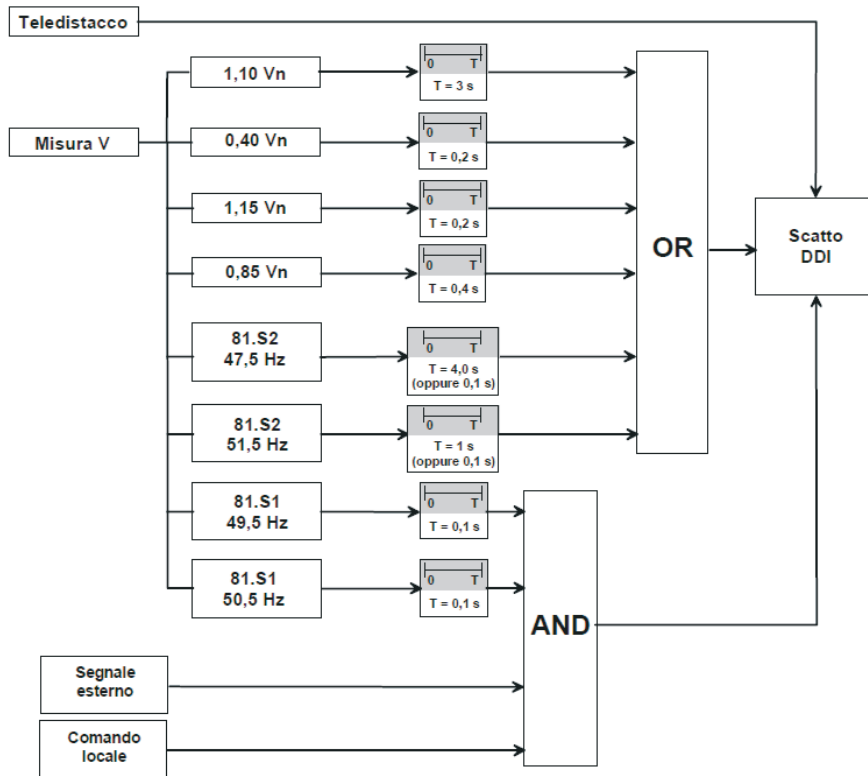 Teledistacco
1,10 Vn
0 T
T = 3 s
Misura V
0,40 Vn
0 T
T = 0,2 s
1,15 Vn
0 T
T = 0,2 s
0,85 Vn
0 T
T = 0,4 s
OR
Scatto
DDI
81.S2
47,5 Hz
0 T
T = 4,0 s
(oppure 0,1 s)
81.S2
51,5 Hz
0 T
T = 1 s
(oppure 0,1 s)
81.S1
49,5 Hz
0 T
T = 0,1 s
81.S1
50,5 Hz
0 T
T = 0,1 s
AND
Segnale
esterno
Comando
locale